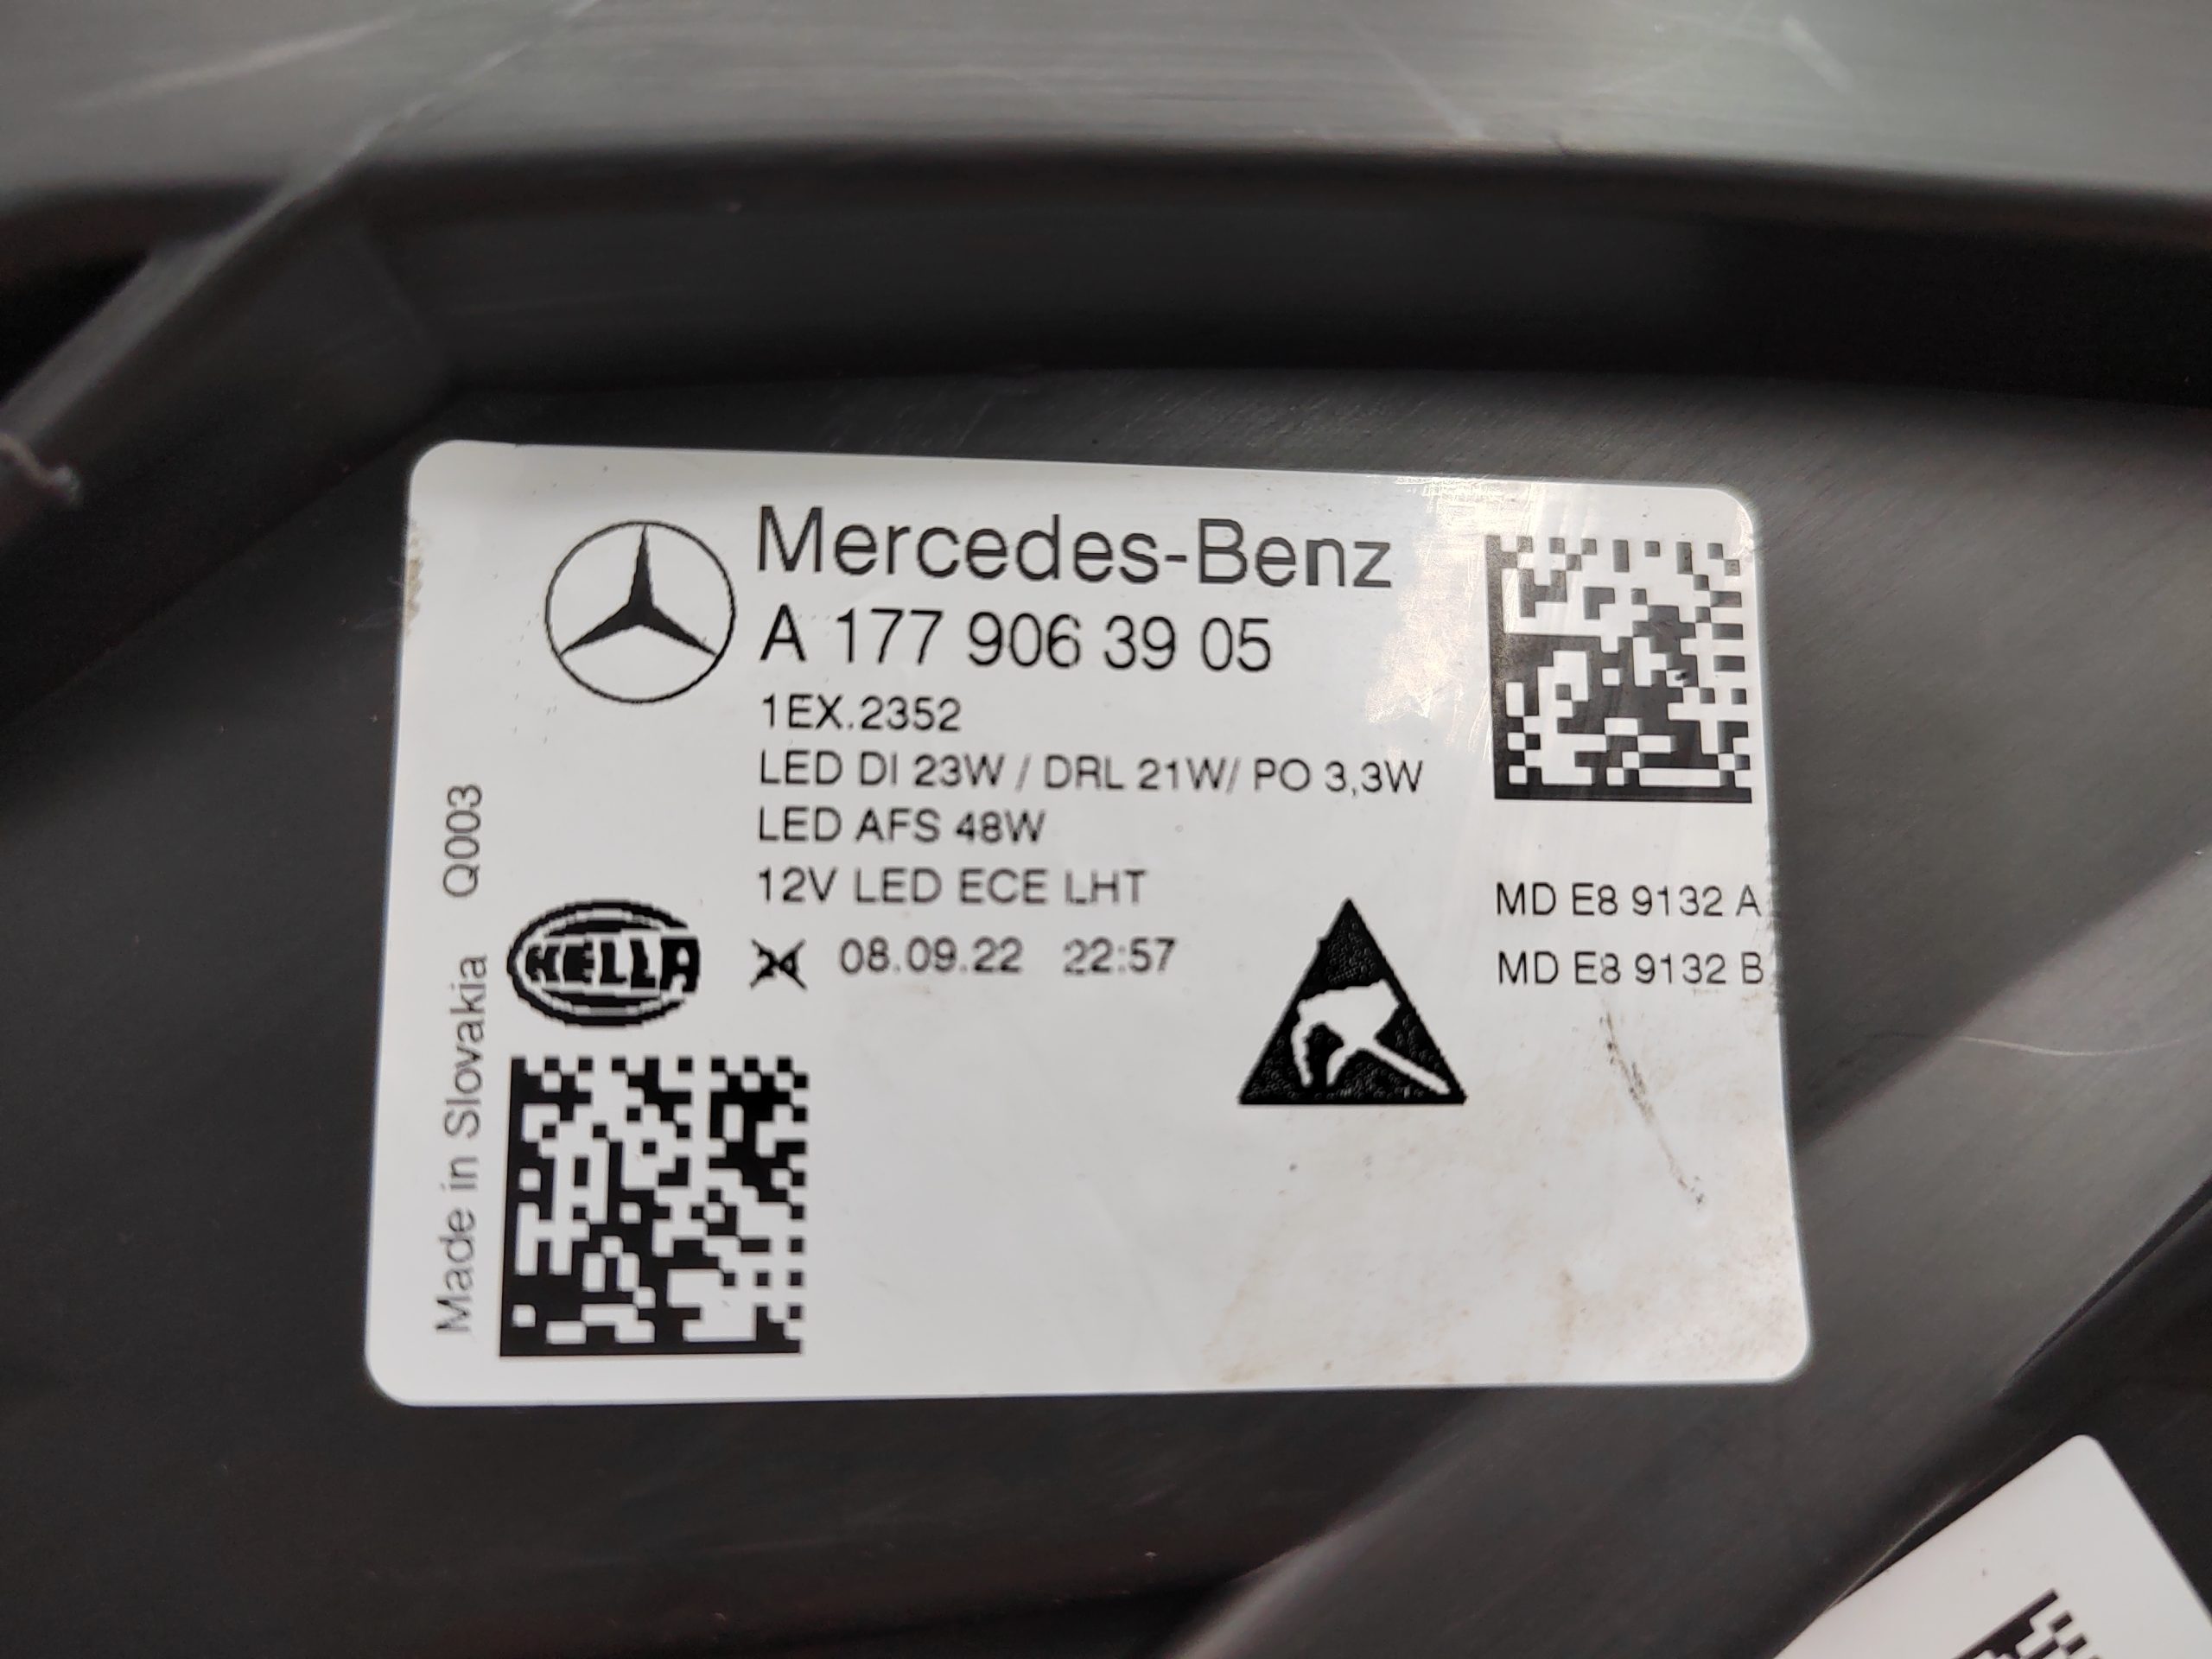 Mercedes-Benz
A 177 906 39 05
1EX.2352
LED DI 23W / DRL 21W/ PO 3,3W
LED AFS 48W
12V LED ECE LHT
08.09.22 22:57
HELLA
MD E8 9132 A
MD E8 9132 B
Made in Slovakia Q003